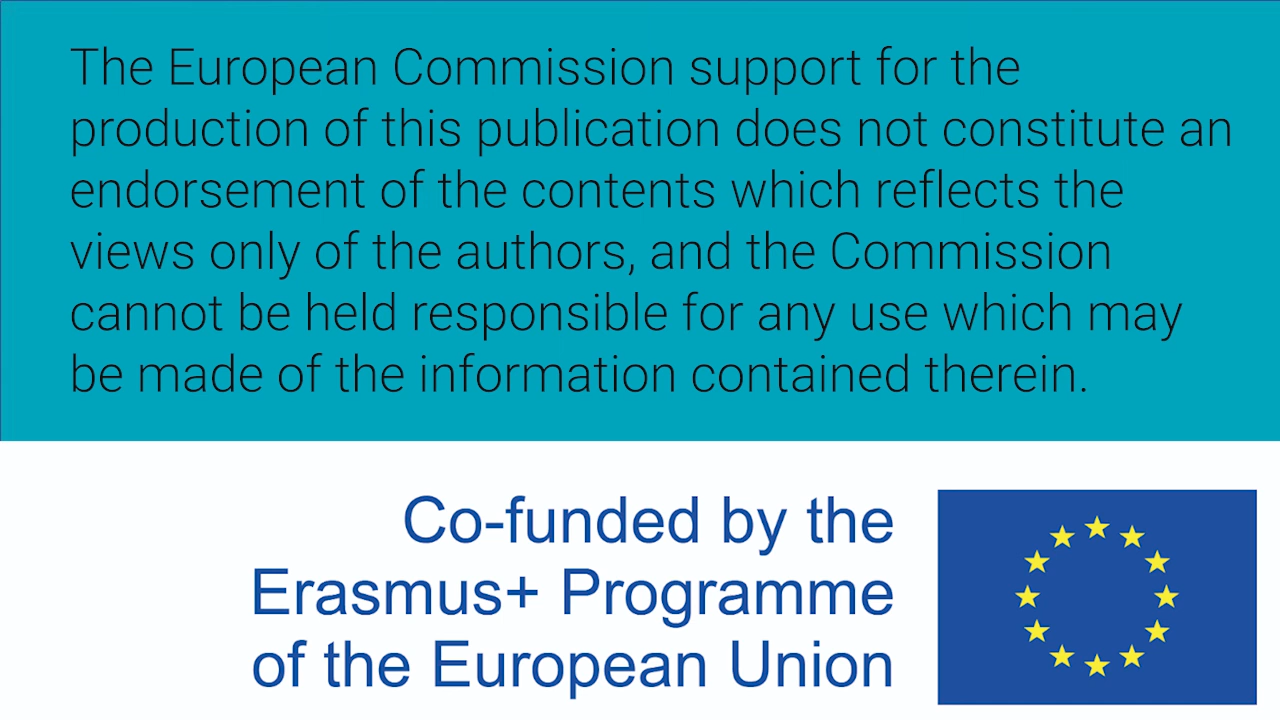 The European Commission support for the
production of this publication does not constitute an
endorsement of the contents which reflects the
views only of the authors, and the Commission
cannot be held responsible for any use which may
be made of the information contained therein.
Co-funded by the
Erasmus+ Programme
of the European Union